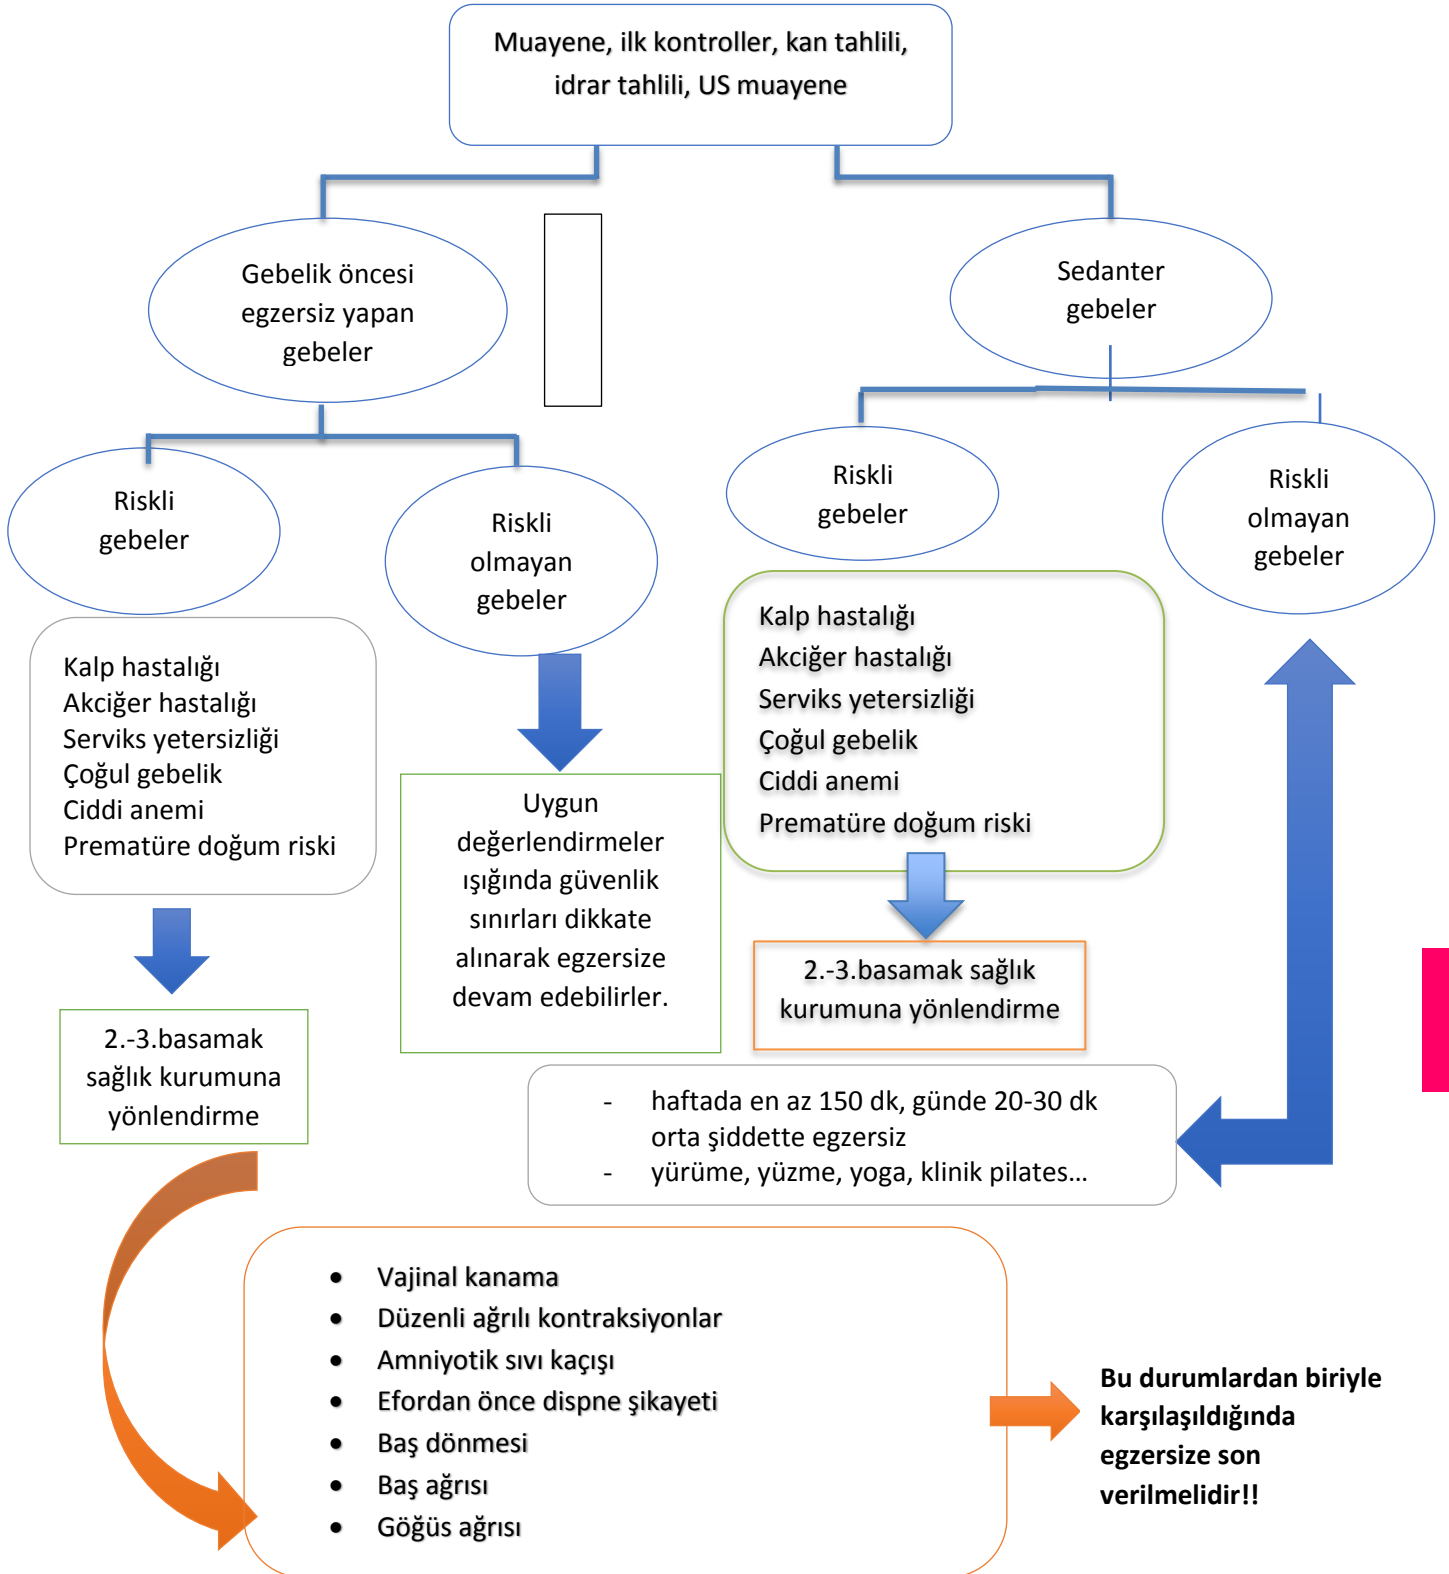 Muayene, ilk kontroller, kan tahlili,
idrar tahlili, US muayene
Gebelik öncesi
egzersiz yapan
gebeler
Sedanter
gebeler
Riskli
gebeler
Riskli
olmayan
gebeler
Riskli
gebeler
Riskli
olmayan
gebeler
Kalp hastalığı
Akciğer hastalığı
Serviks yetersizliği
Çoğul gebelik
Ciddi anemi
Prematüre doğum riski
Uygun
değerlendirmeler
ışığında güvenlik
sınırları dikkate
alınarak egzersize
devam edebilirler.
Kalp hastalığı
Akciğer hastalığı
Serviks yetersizliği
Çoğul gebelik
Ciddi anemi
Prematüre doğum riski
2.-3.basamak
sağlık kurumuna
yönlendirme
2.-3.basamak sağlık
kurumuna yönlendirme
- haftada en az 150 dk, günde 20-30 dk
orta şiddette egzersiz
- yürüme, yüzme, yoga, klinik pilates...
• Vajinal kanama
• Düzenli ağrılı kontraksiyonlar
• Amniyotik sıvı kaçışı
• Efordan önce dispne şikayeti
• Baş dönmesi
• Baş ağrısı
• Göğüs ağrısı
Bu durumlardan biriyle
karşılaşıldığında
egzersize son
verilmelidir!!